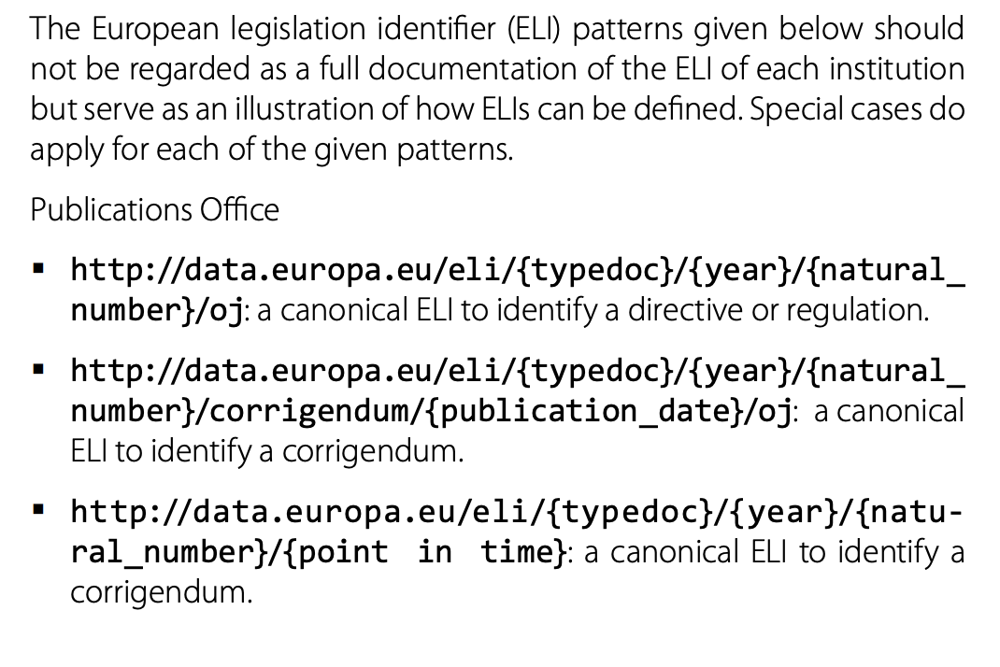 The European legislation identifier (ELI) patterns given below should
not be regarded as a full documentation of the ELI of each institution
but serve as an illustration of how ELIs can be defined. Special cases do
apply for each of the given patterns.
Publications Office
▪ http://data.europa.eu/eli/{typedoc}/{year}/{natural_
number}/oj: a canonical ELI to identify a directive or regulation.
▪ http://data.europa.eu/eli/{typedoc}/{year}/{natural_
number}/corrigendum/{publication_date}/oj: a canonical
ELI to identify a corrigendum.
▪ http://data.europa.eu/eli/{typedoc}/{year}/{natu-
ral_number}/{point in time}: a canonical ELI to identify a
corrigendum.